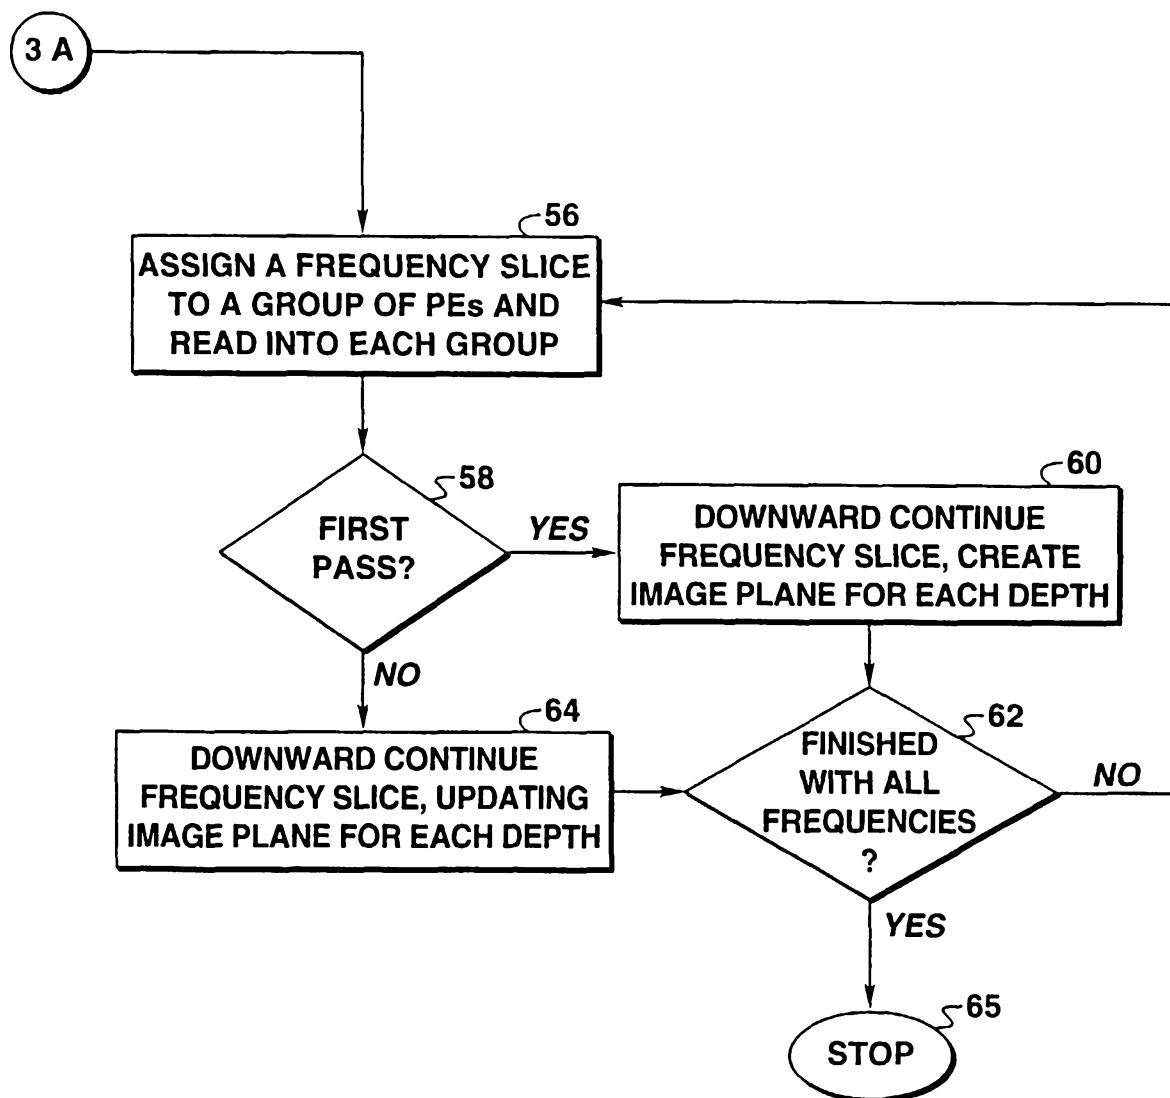 3 A
56
ASSIGN A FREQUENCY SLICE
TO A GROUP OF PEs AND
READ INTO EACH GROUP
58
FIRST
PASS?
YES
NO
60
DOWNWARD CONTINUE
FREQUENCY SLICE, CREATE
IMAGE PLANE FOR EACH DEPTH
64
DOWNWARD CONTINUE
FREQUENCY SLICE, UPDATING
IMAGE PLANE FOR EACH DEPTH
62
FINISHED
WITH ALL
FREQUENCIES
?
NO
YES
65
STOP